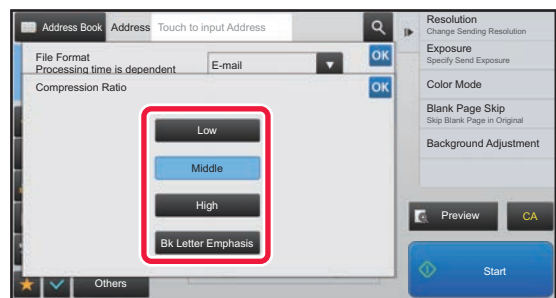 Address Book Address Touch to input Address
File Format
Processing time is dependent
E-mail
OK
Compression Ratio
OK
Low
Middle
High
Bk Letter Emphasis
Others
Resolution
Change Sending Resolution
Exposure
Specify Send Exposure
Color Mode
Blank Page Skip
Skip Blank Page in Original
Background Adjustment
Preview
CA
Start